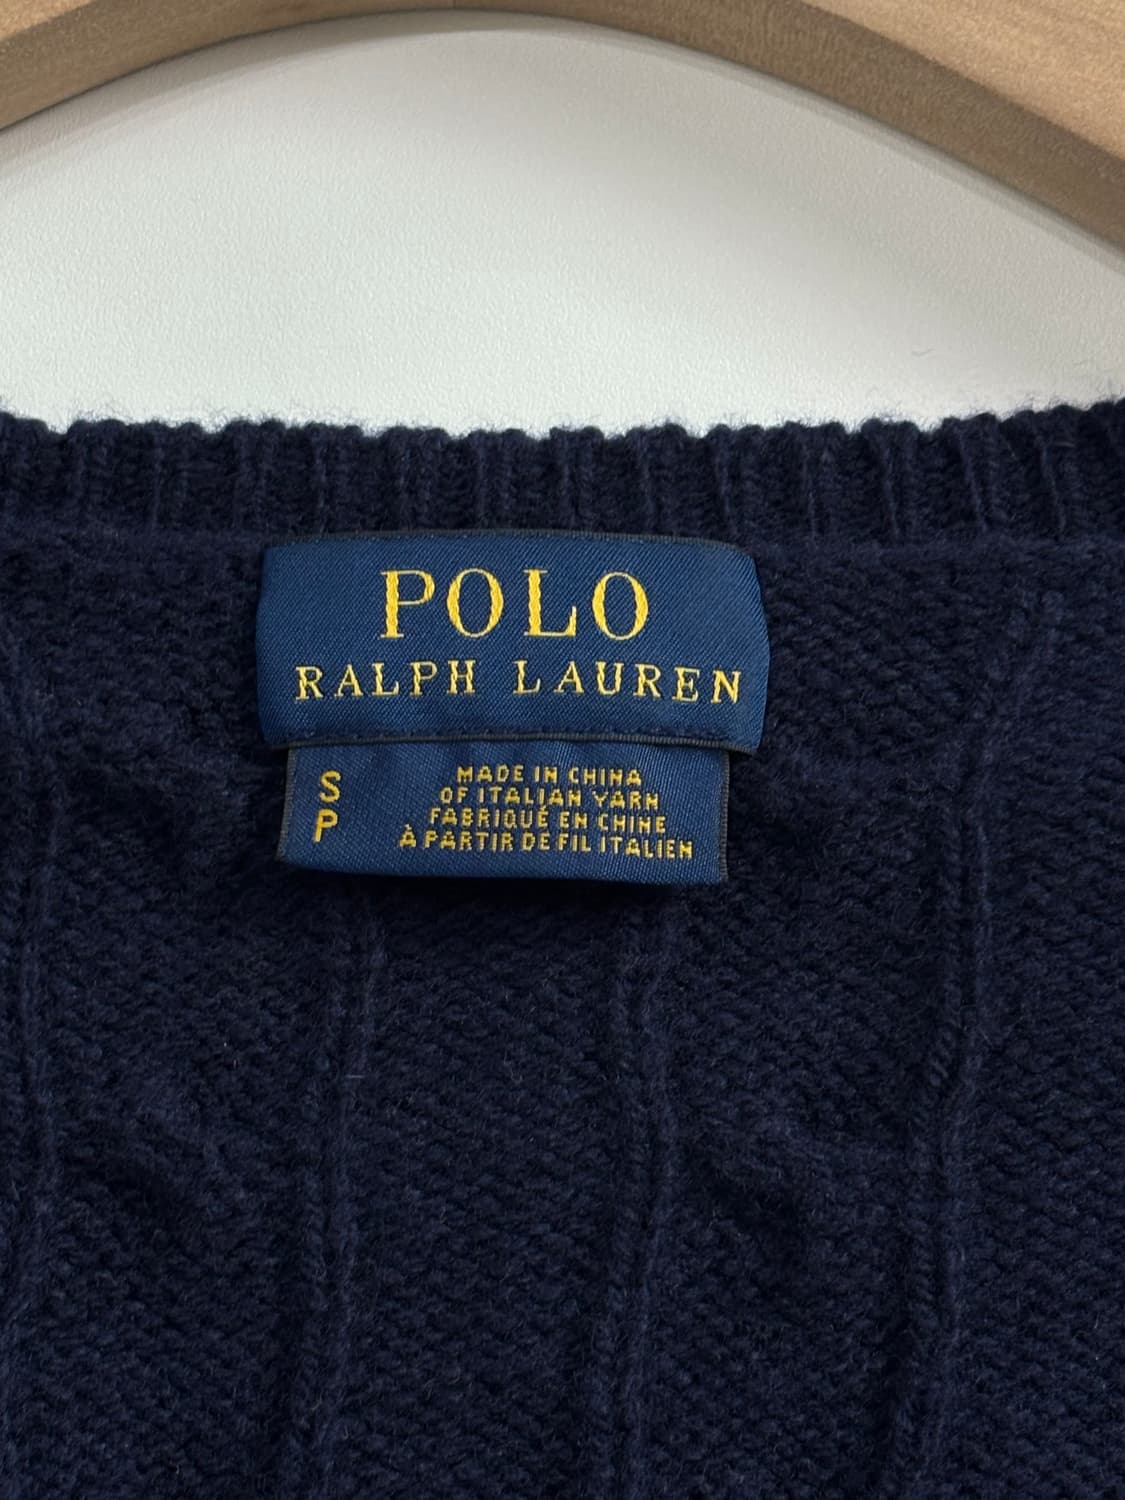 POLO
RALPH LAUREN
S
P
MADE IN CHINA
OF ITALIAN YARN
FABRIQUÉ EN CHINE
À PARTIR DE FIL ITALIEN